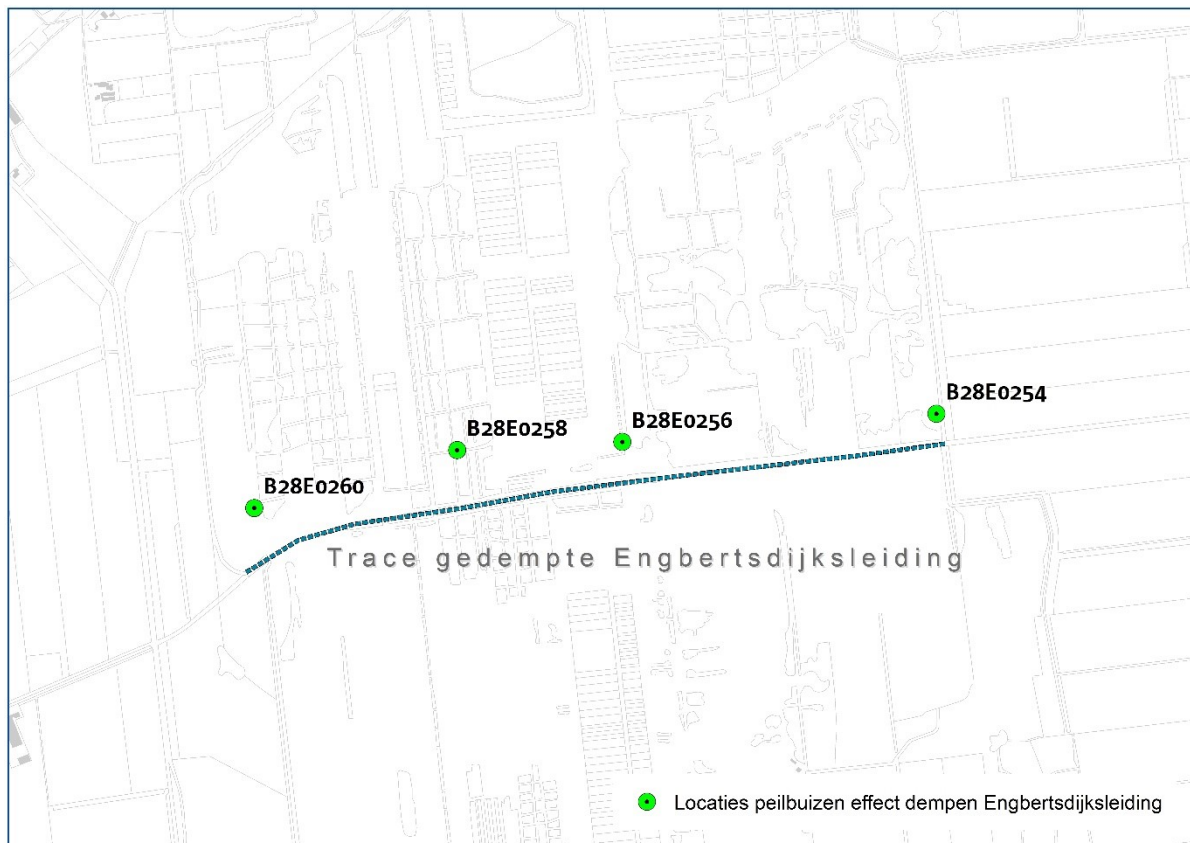 B28E0254
B28E0256
B28E0258
B28E0260
Trace gedempte Engbertsdijksleiding
Locaties peilbuizen effect dempen Engbertsdijksleiding